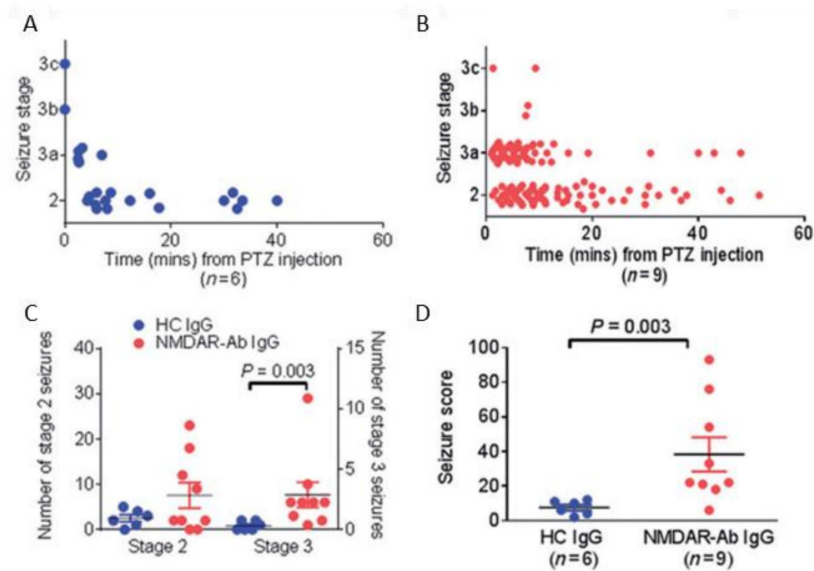 A
3c
3b
3a
2
Seizure stage
0
20
40
60
Time (mins) from PTZ injection
(n=6)
B
3c
3b
3a
2
Seizure stage
0
20
40
60
Time (mins) from PTZ injection
(n=9)
C
HC IgG
NMDAR-Ab IgG
Number of stage 2 seizures
40
30
20
10
0
P = 0.003
15
10
5
0
Number of stage 3 seizures
Stage 2
Stage 3
D
P = 0.003
Seizure score
100
80
60
40
20
0
HC IgG
(n=6)
NMDAR-Ab IgG
(n=9)